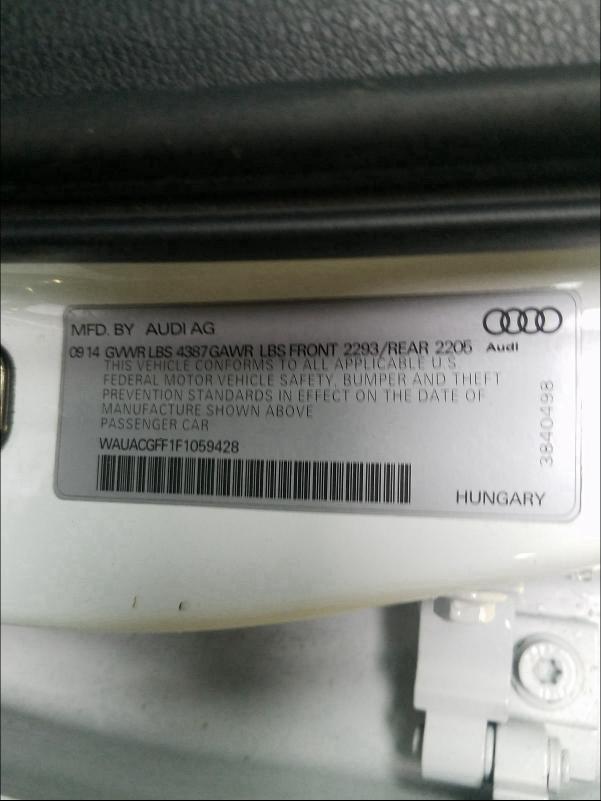 MFD. BY AUDI AG
09 14 GVWR LBS 4387 GAWR LBS FRONT 2293/REAR 2205
Audi
THIS VEHICLE CONFORMS TO ALL APPLICABLE U.S
FEDERAL MOTOR VEHICLE SAFETY, BUMPER AND THEFT
PREVENTION STANDARDS IN EFFECT ON THE DATE OF
MANUFACTURE SHOWN ABOVE
PASSENGER CAR
WAUACGFF1F1059428
3840498
HUNGARY